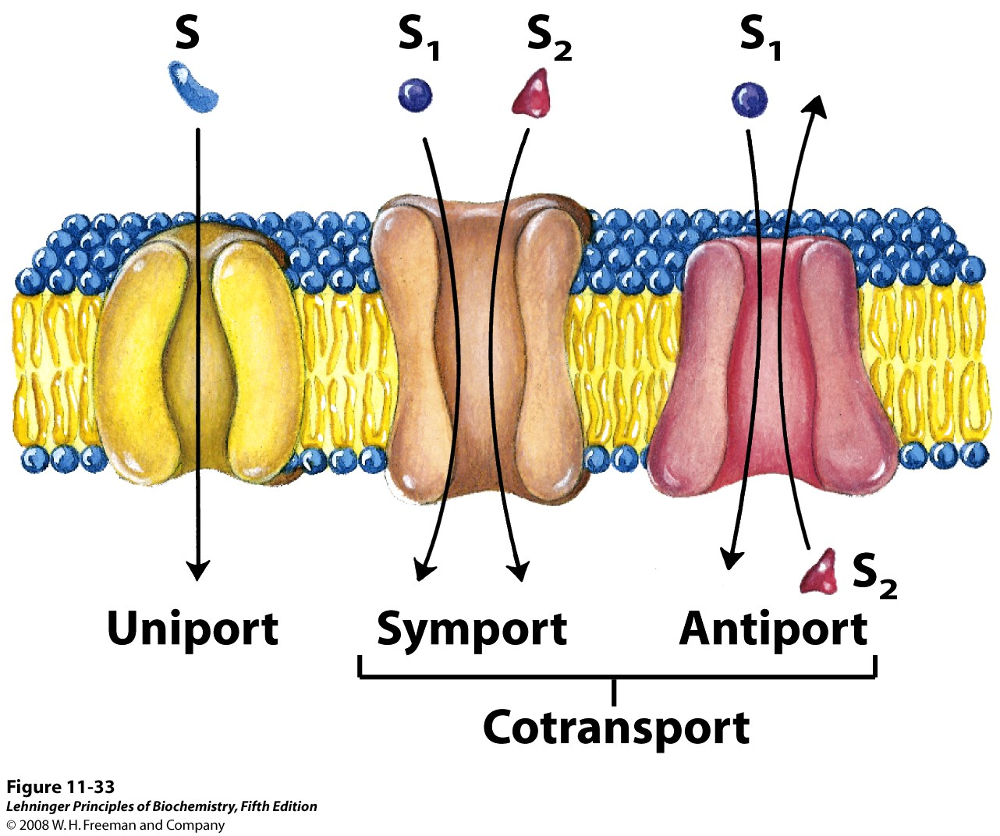 S S₁ S₂ S₁
S₂
Uniport Symport Antiport
Cotransport
Figure 11-33
Lehninger Principles of Biochemistry, Fifth Edition
© 2008 W. H. Freeman and Company